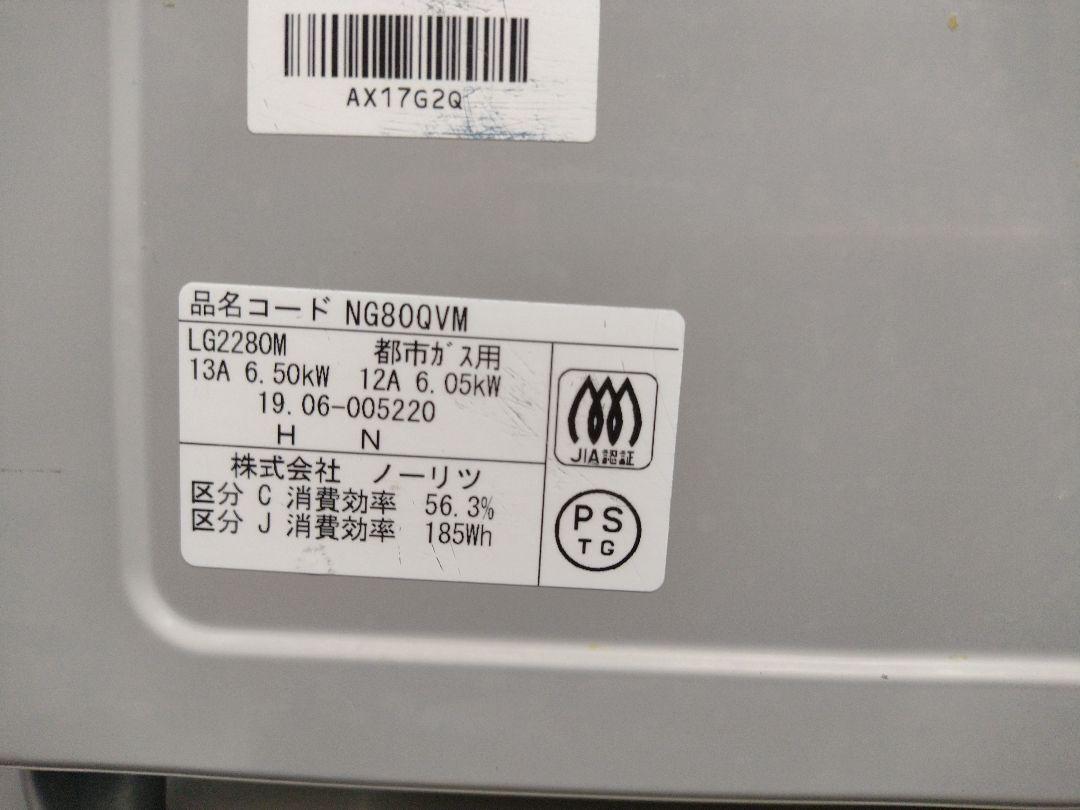 AX17G2Q
品名コード NG80QVM
LG2280M 都市ガス用
13A 6.50kW 12A 6.05kW
19.06-005220
H N
株式会社 ノーリツ
区分 C 消費効率 56.3%
区分 J 消費効率 185Wh
JIA認証
PS
TG